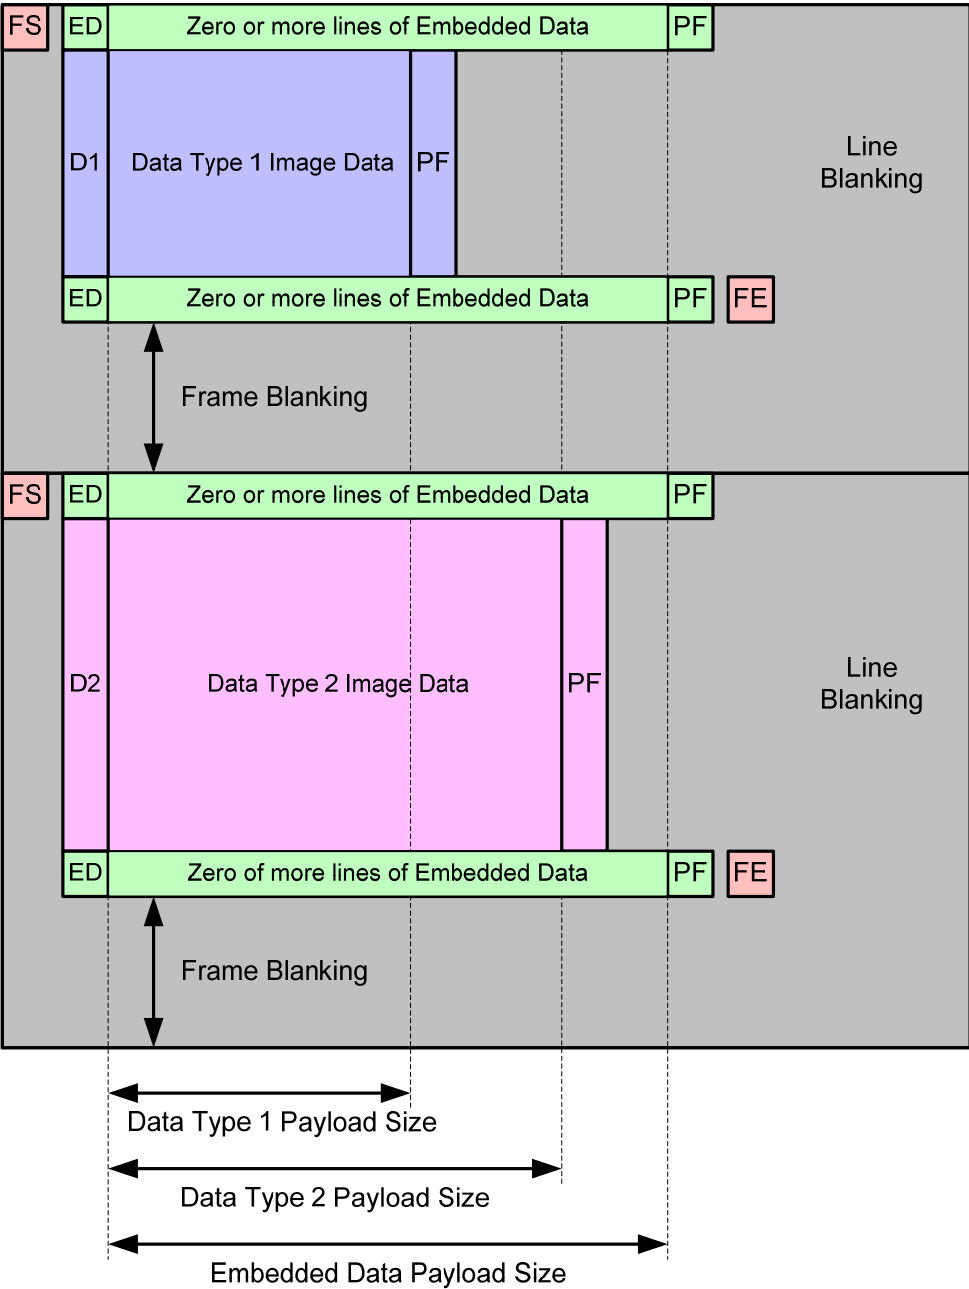 FS ED Zero or more lines of Embedded Data PF
Line
Blanking
D1 Data Type 1 Image Data PF
ED Zero or more lines of Embedded Data PF FE
Frame Blanking
FS ED Zero or more lines of Embedded Data PF
Line
Blanking
D2 Data Type 2 Image Data PF
ED Zero of more lines of Embedded Data PF FE
Frame Blanking
Data Type 1 Payload Size
Data Type 2 Payload Size
Embedded Data Payload Size